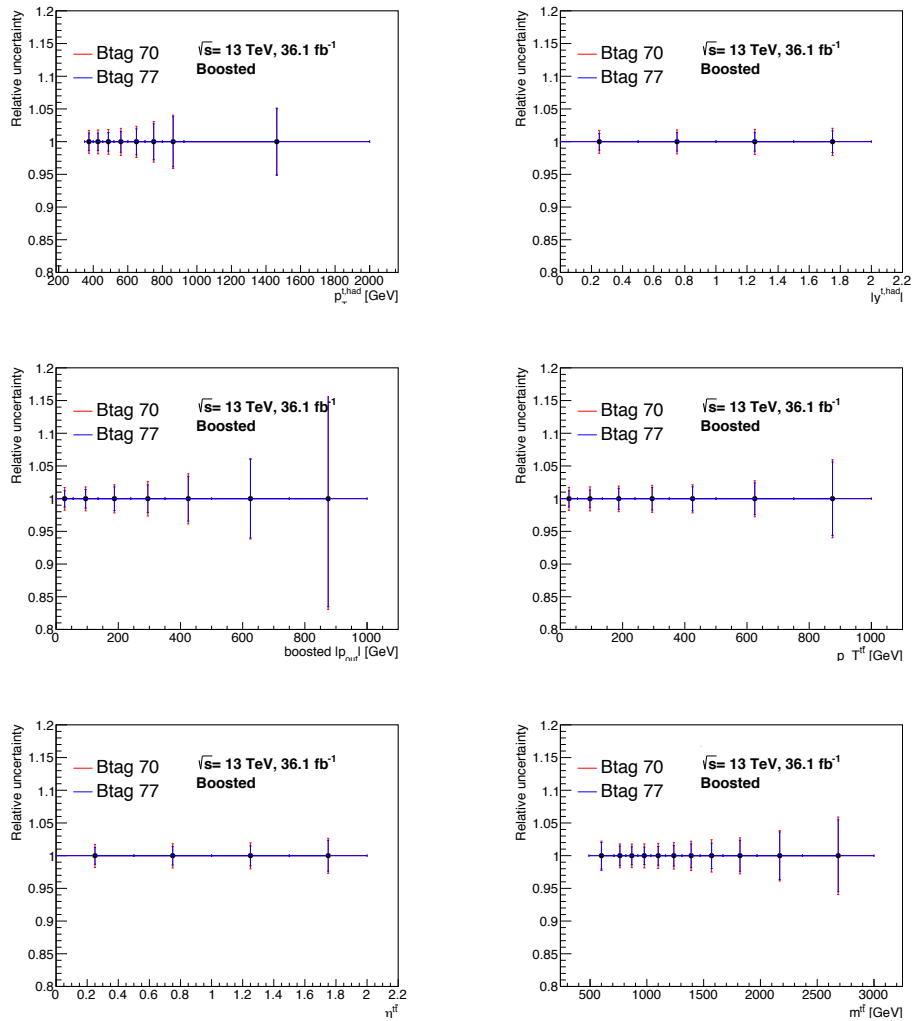 Relative uncertainty
1.2
1.15
1.1
1.05
1
0.95
0.9
0.85
0.8
Btag 70
Btag 77
√s= 13 TeV, 36.1 fb⁻¹
Boosted
200 400 600 800 1000 1200 1400 1600 1800 2000
p_T^{t,had} [GeV]
Relative uncertainty
1.2
1.15
1.1
1.05
1
0.95
0.9
0.85
0.8
Btag 70
Btag 77
√s= 13 TeV, 36.1 fb⁻¹
Boosted
0 0.2 0.4 0.6 0.8 1 1.2 1.4 1.6 1.8 2 2.2
|y^{t,had}|
Relative uncertainty
1.2
1.15
1.1
1.05
1
0.95
0.9
0.85
0.8
Btag 70
Btag 77
√s= 13 TeV, 36.1 fb⁻¹
Boosted
0 200 400 600 800 1000
boosted |p_{out}| [GeV]
Relative uncertainty
1.2
1.15
1.1
1.05
1
0.95
0.9
0.85
0.8
Btag 70
Btag 77
√s= 13 TeV, 36.1 fb⁻¹
Boosted
0 200 400 600 800 1000
p_T^{tt̄} [GeV]
Relative uncertainty
1.2
1.15
1.1
1.05
1
0.95
0.9
0.85
0.8
Btag 70
Btag 77
√s= 13 TeV, 36.1 fb⁻¹
Boosted
0 0.2 0.4 0.6 0.8 1 1.2 1.4 1.6 1.8 2 2.2
η^{tt̄}
Relative uncertainty
1.2
1.15
1.1
1.05
1
0.95
0.9
0.85
0.8
Btag 70
Btag 77
√s= 13 TeV, 36.1 fb⁻¹
Boosted
500 1000 1500 2000 2500 3000
m^{tt̄} [GeV]